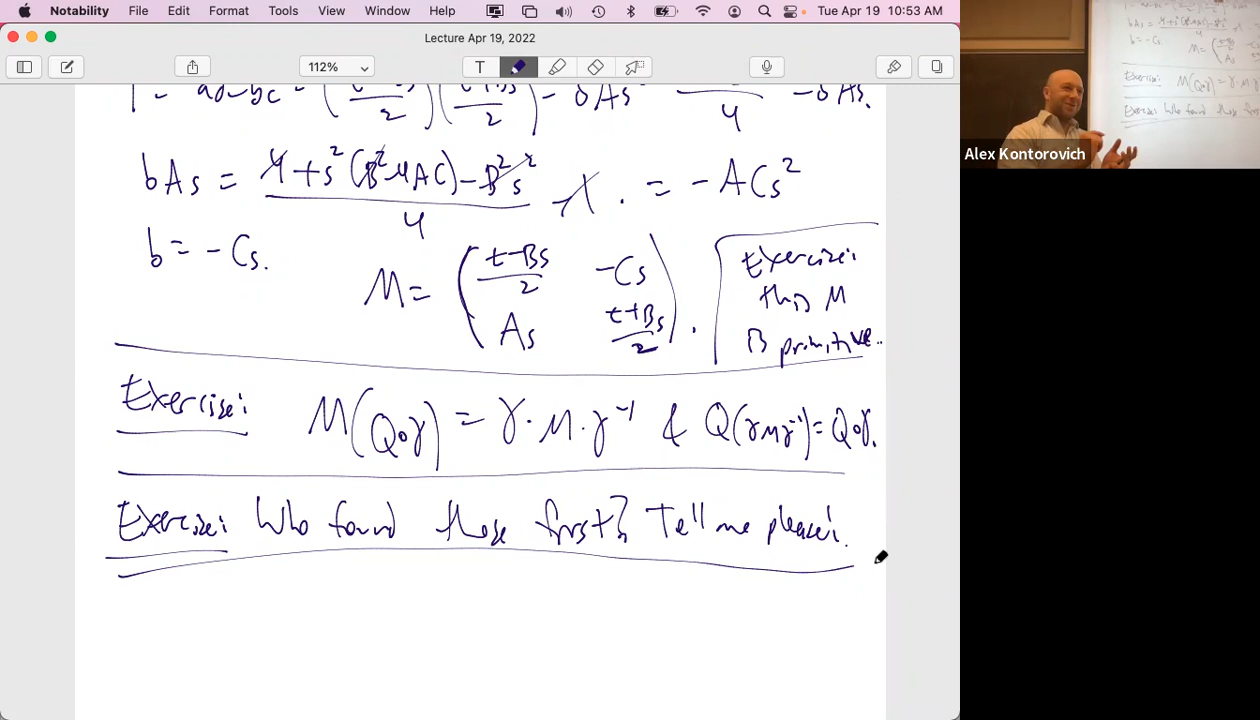 Notability File Edit Format Tools View Window Help Tue Apr 19 10:53 AM
Lecture Apr 19, 2022
112% T
bAs = 4+s²(B²-4AC)-B²s² / 4 - 1. = -ACs²
b = -Cs.
M = ( (t-Bs)/2 -Cs
As (t+Bs)/2 ).
Exercise:
this M
is primitive.
Exercise: M(Q∘γ) = γ·M·γ⁻¹ & Q(γMγ⁻¹) = Q∘γ.
Exercise: Who found these first? Tell me please!
Alex Kontorovich